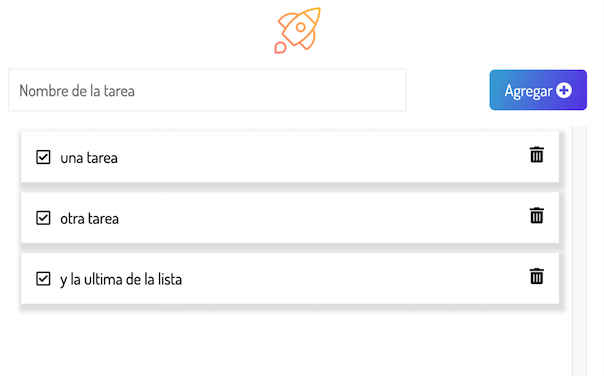 Nombre de la tarea
Agregar
una tarea
otra tarea
y la ultima de la lista